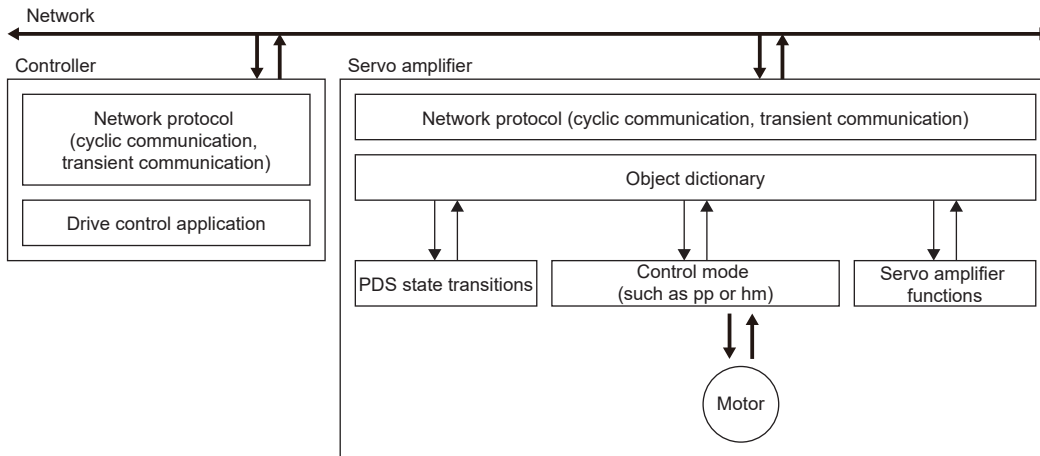 Network
Controller
Network protocol
(cyclic communication,
transient communication)
Drive control application
Servo amplifier
Network protocol (cyclic communication, transient communication)
Object dictionary
PDS state transitions
Control mode
(such as pp or hm)
Servo amplifier
functions
Motor